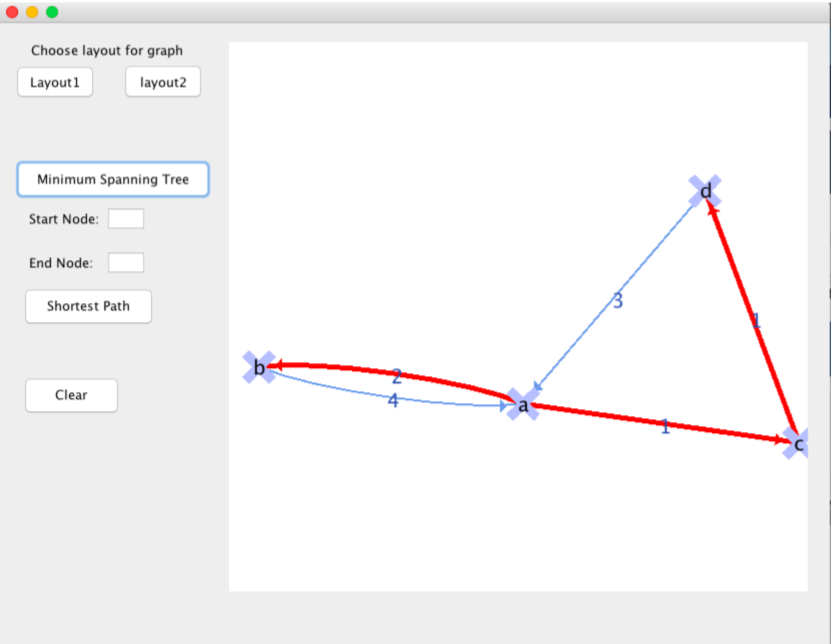 Choose layout for graph
Layout1 layout2
Minimum Spanning Tree
Start Node:
End Node:
Shortest Path
Clear
d
3
1
b
2
4
a
1
c